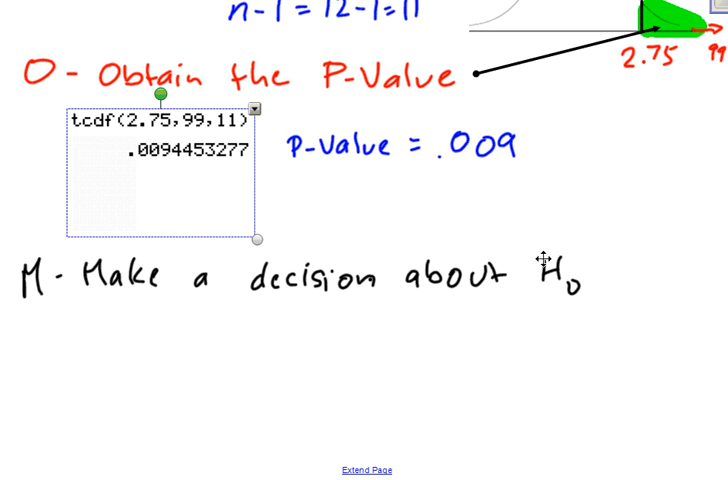 n-1 = 12-1=11
2.75 99
O - Obtain the P-Value
tcdf(2.75,99,11)
.0094453277
P-Value = .009
M - Make a decision about H₀
Extend Page